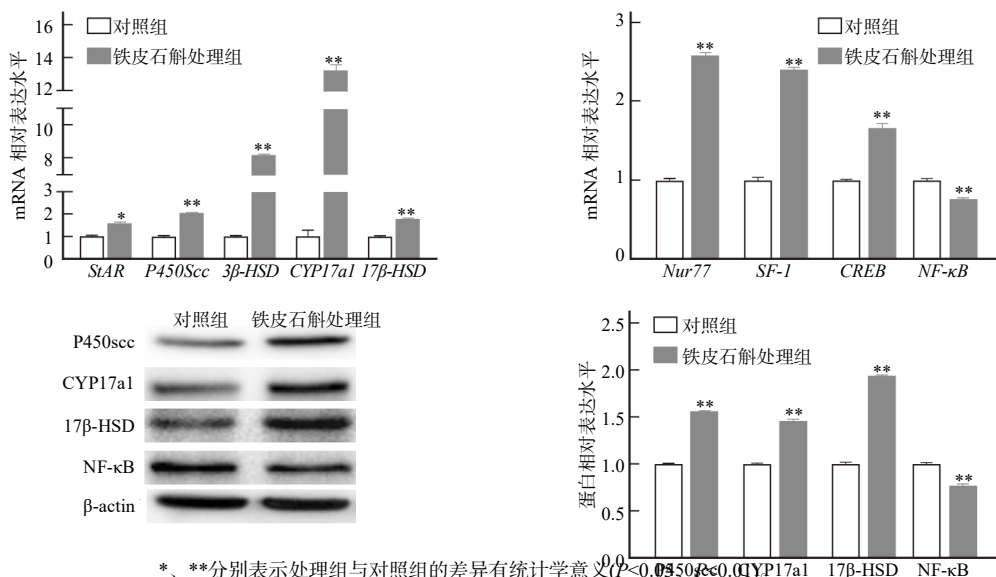 16
14
12
10
8
6
3
2
1
0
mRNA 相对表达水平
对照组
铁皮石斛处理组
*
**
**
**
**
StAR P450Scc 3β-HSD CYP17a1 17β-HSD
3
2
1
0
mRNA 相对表达水平
对照组
铁皮石斛处理组
**
**
**
**
Nur77 SF-1 CREB NF-κB
对照组 铁皮石斛处理组
P450scc
CYP17a1
17β-HSD
NF-κB
β-actin
2.5
2.0
1.5
1.0
0.5
0.0
蛋白相对表达水平
对照组
铁皮石斛处理组
**
**
**
**
P450scc CYP17a1 17β-HSD NF-κB
*、**分别表示处理组与对照组的差异有统计学意义(P<0.05